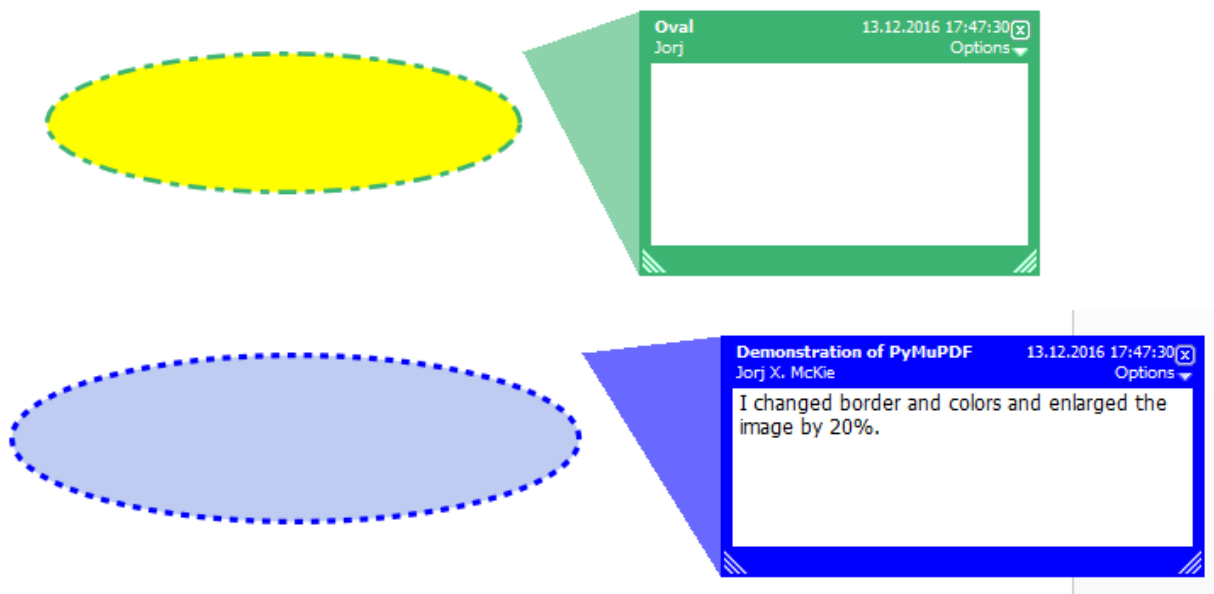 Oval 13.12.2016 17:47:30
Jorj Options
Demonstration of PyMuPDF 13.12.2016 17:47:30
Jorj X. McKie Options
I changed border and colors and enlarged the
image by 20%.